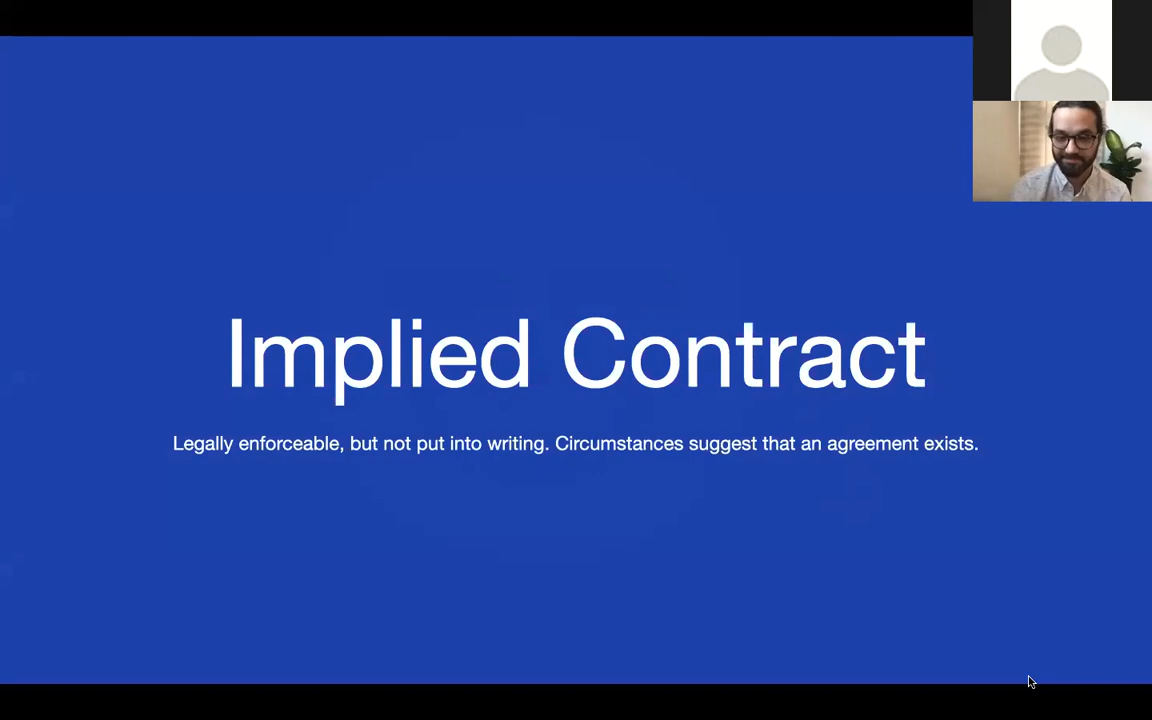 Implied Contract
Legally enforceable, but not put into writing. Circumstances suggest that an agreement exists.